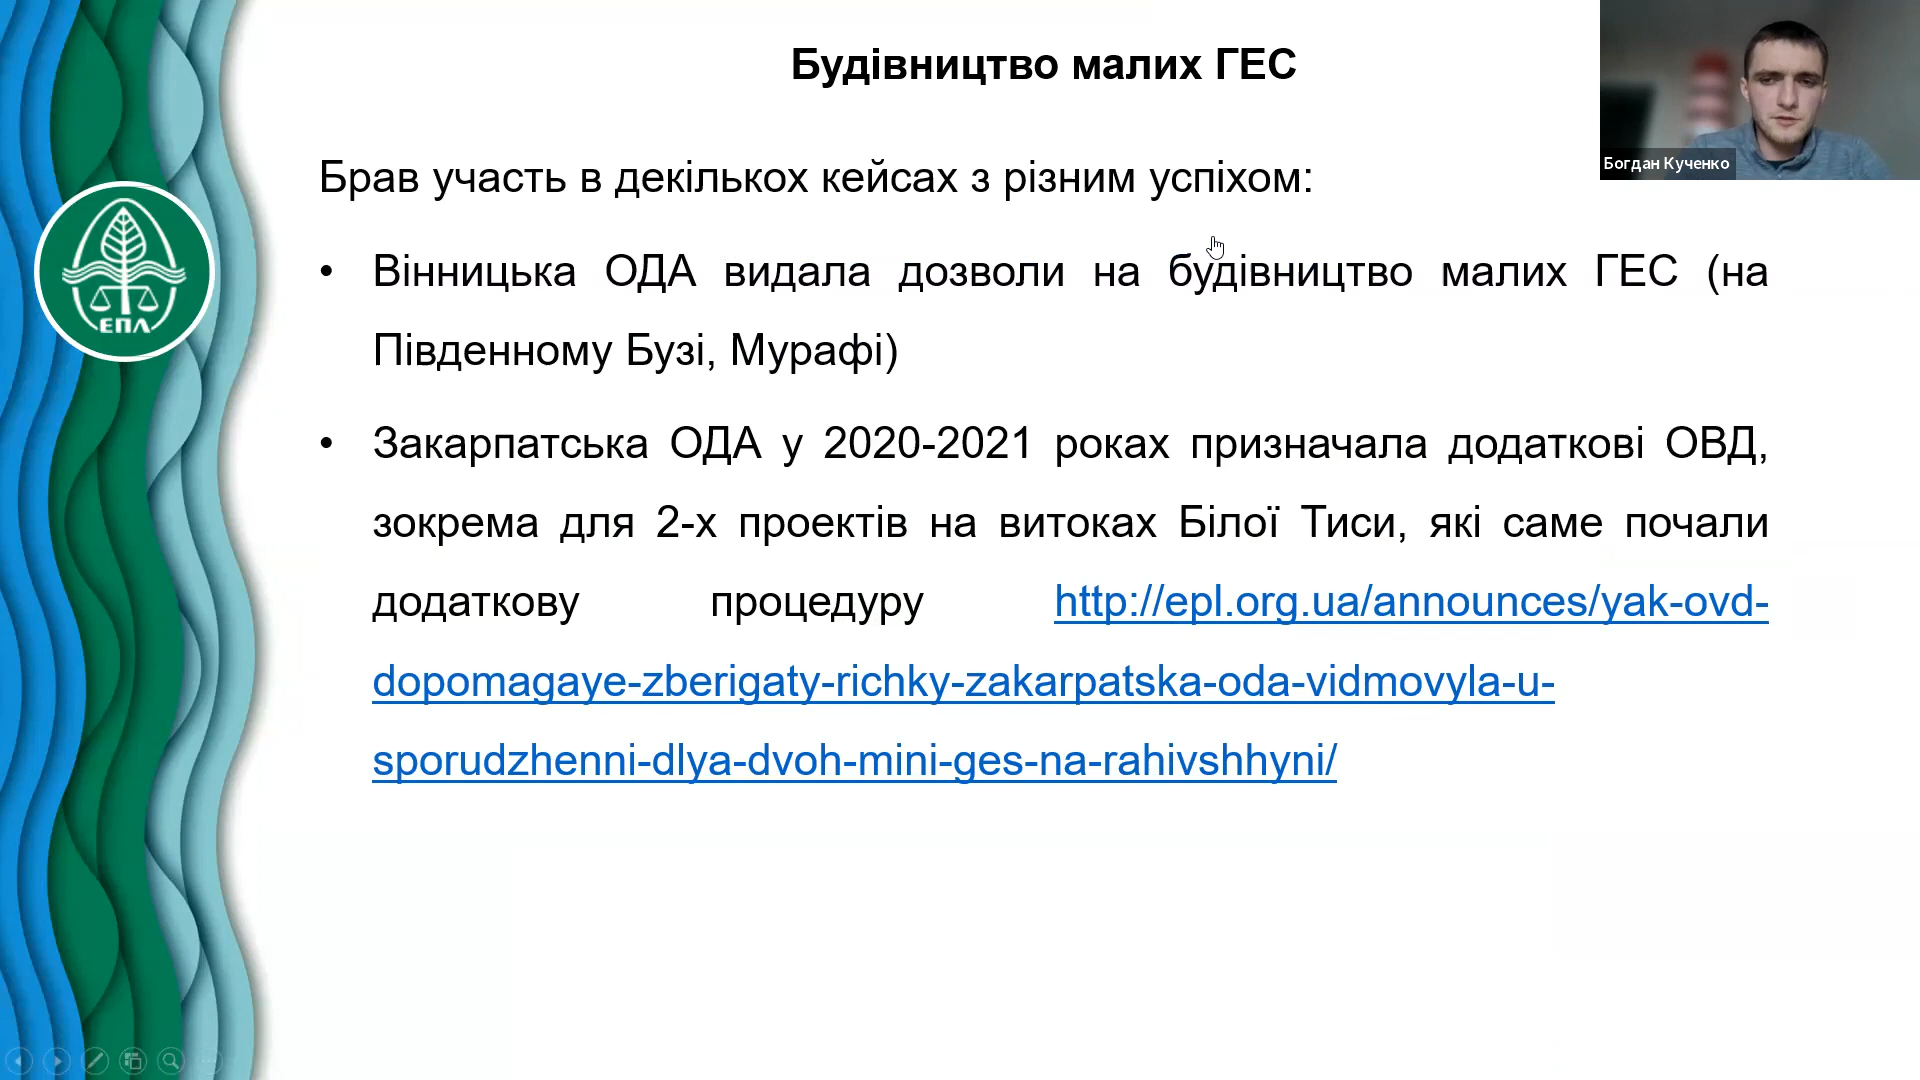 Будівництво малих ГЕС
Богдан Кученко
Брав участь в декількох кейсах з різним успіхом:
• Вінницька ОДА видала дозволи на будівництво малих ГЕС (на
Південному Бузі, Мурафі)
• Закарпатська ОДА у 2020-2021 роках призначала додаткові ОВД,
зокрема для 2-х проектів на витоках Білої Тиси, які саме почали
додаткову процедуру http://epl.org.ua/announces/yak-ovd-
dopomagaye-zberigaty-richky-zakarpatska-oda-vidmovyla-u-
sporudzhenni-dlya-dvoh-mini-ges-na-rahivshhyni/
ЕПЛ